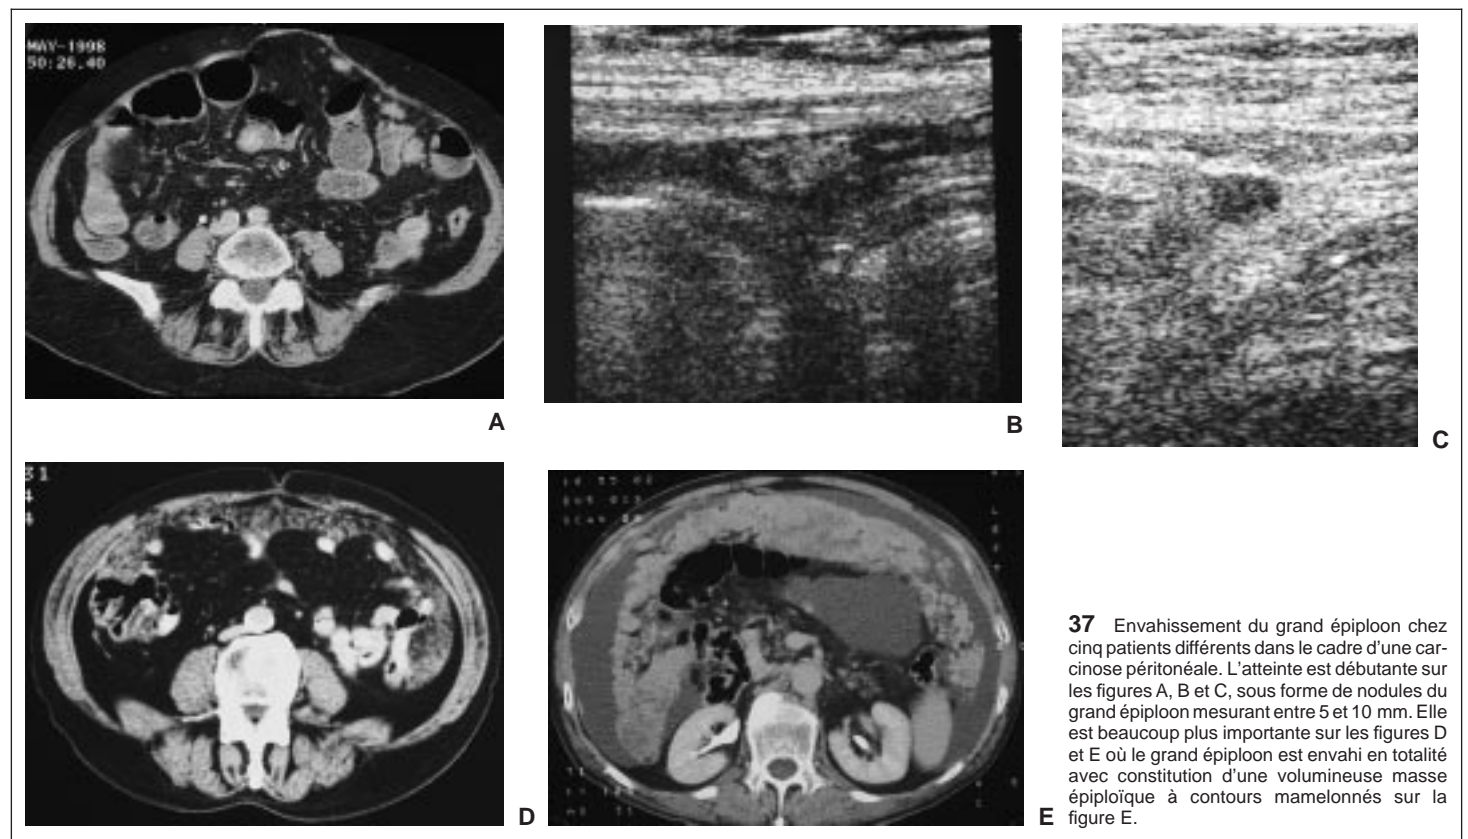 MAY-1998
50:26.40
A
B
C
31
4
4
D
E
37 Envahissement du grand épiploon chez
cinq patients différents dans le cadre d'une car-
cinose péritonéale. L'atteinte est débutante sur
les figures A, B et C, sous forme de nodules du
grand épiploon mesurant entre 5 et 10 mm. Elle
est beaucoup plus importante sur les figures D
et E où le grand épiploon est envahi en totalité
avec constitution d'une volumineuse masse
épiploïque à contours mamelonnés sur la
figure E.